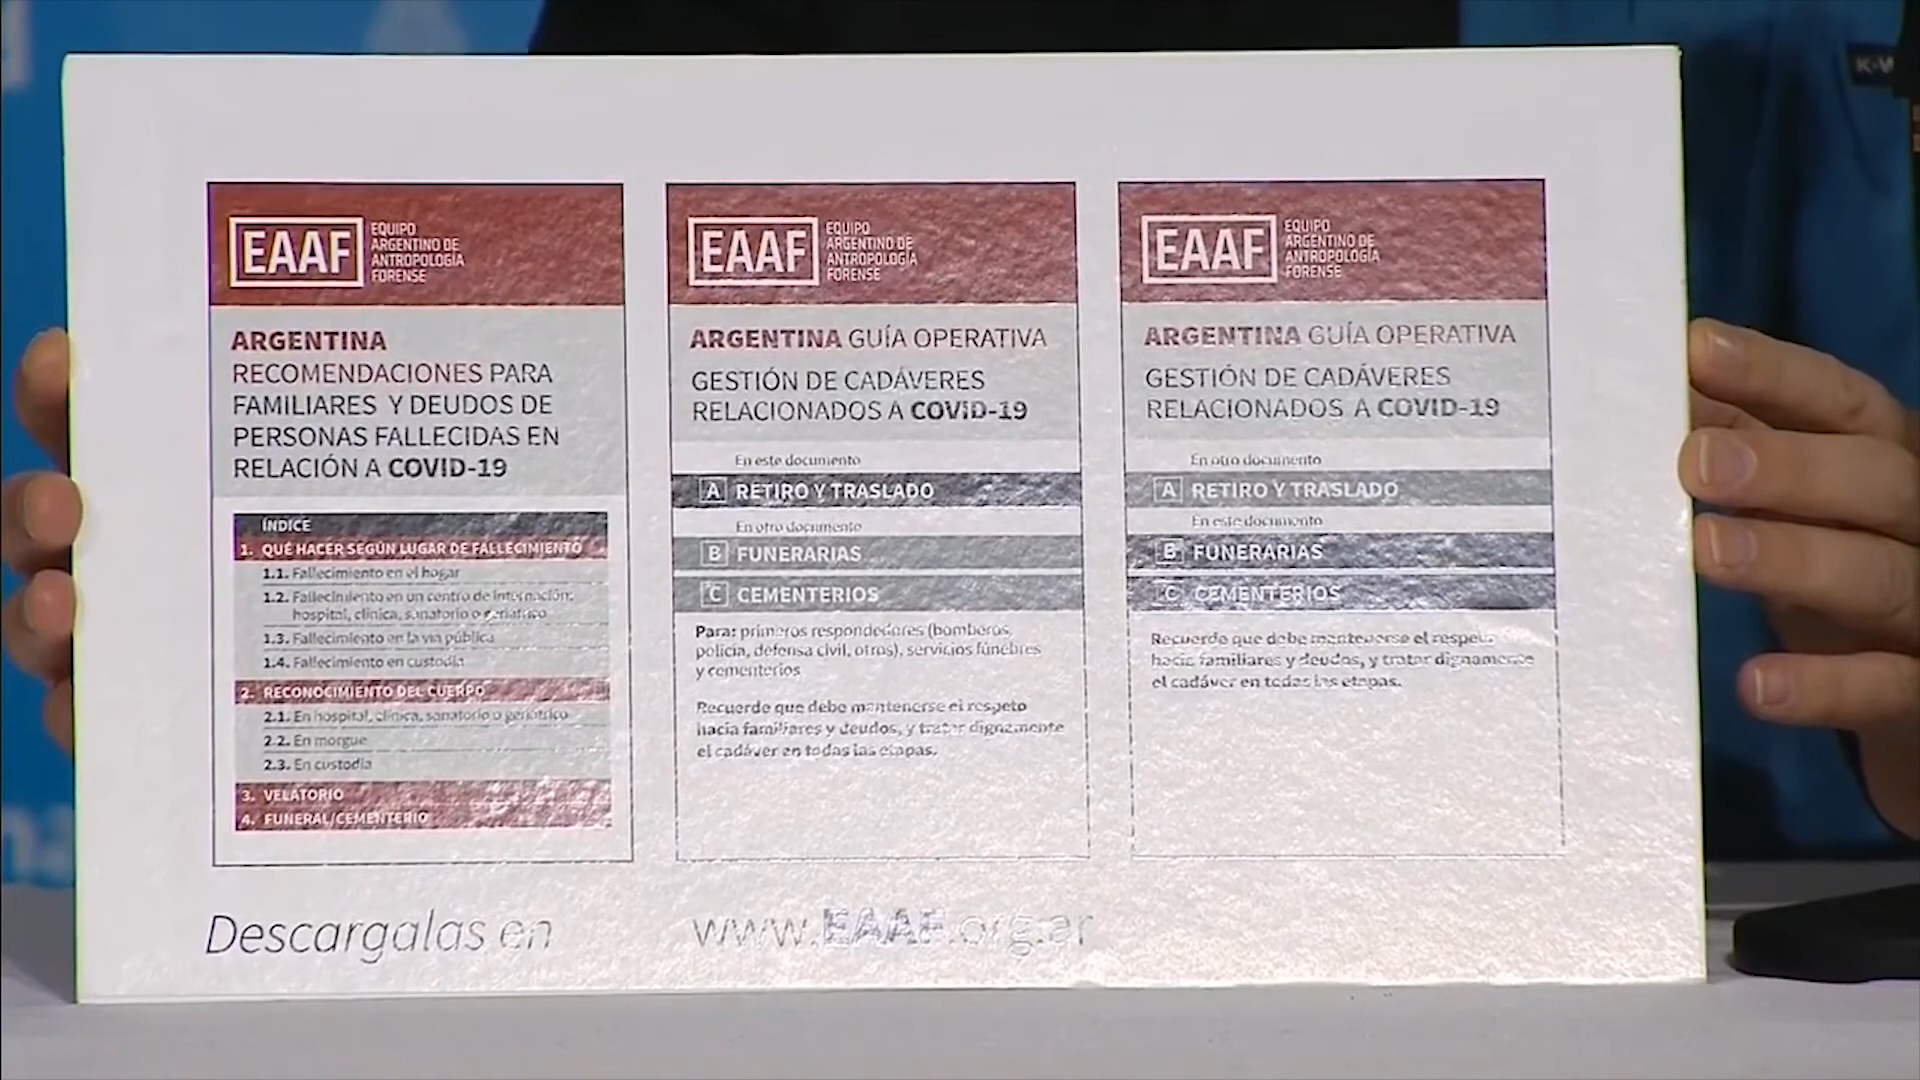 K-W
EAAF
EQUIPO
ARGENTINO DE
ANTROPOLOGÍA
FORENSE
ARGENTINA
RECOMENDACIONES PARA
FAMILIARES Y DEUDOS DE
PERSONAS FALLECIDAS EN
RELACIÓN A COVID-19
ÍNDICE
1. QUÉ HACER SEGÚN LUGAR DE FALLECIMIENTO
1.1. Fallecimiento en el hogar
1.2. Fallecimiento en un centro de internación:
hospital, clínica, sanatorio o geriátrico
1.3. Fallecimiento en la vía pública
1.4. Fallecimiento en custodia
2. RECONOCIMIENTO DEL CUERPO
2.1. En hospital, clínica, sanatorio o geriátrico
2.2. En morgue
2.3. En custodia
3. VELATORIO
4. FUNERAL/CEMENTERIO
EAAF
EQUIPO
ARGENTINO DE
ANTROPOLOGÍA
FORENSE
ARGENTINA GUÍA OPERATIVA
GESTIÓN DE CADÁVERES
RELACIONADOS A COVID-19
En este documento
A RETIRO Y TRASLADO
En otro documento
B FUNERARIAS
C CEMENTERIOS
Para: primeros respondedores (bomberos,
policía, defensa civil, otros), servicios fúnebres
y cementerios
Recuerde que debe mantenerse el respeto
hacia familiares y deudos, y tratar dignamente
el cadáver en todas las etapas.
EAAF
EQUIPO
ARGENTINO DE
ANTROPOLOGÍA
FORENSE
ARGENTINA GUÍA OPERATIVA
GESTIÓN DE CADÁVERES
RELACIONADOS A COVID-19
En otro documento
A RETIRO Y TRASLADO
En este documento
B FUNERARIAS
C CEMENTERIOS
Recuerde que debe mantenerse el respeto
hacia familiares y deudos, y tratar dignamente
el cadáver en todas las etapas.
Descargalas en www.EAAF.org.ar